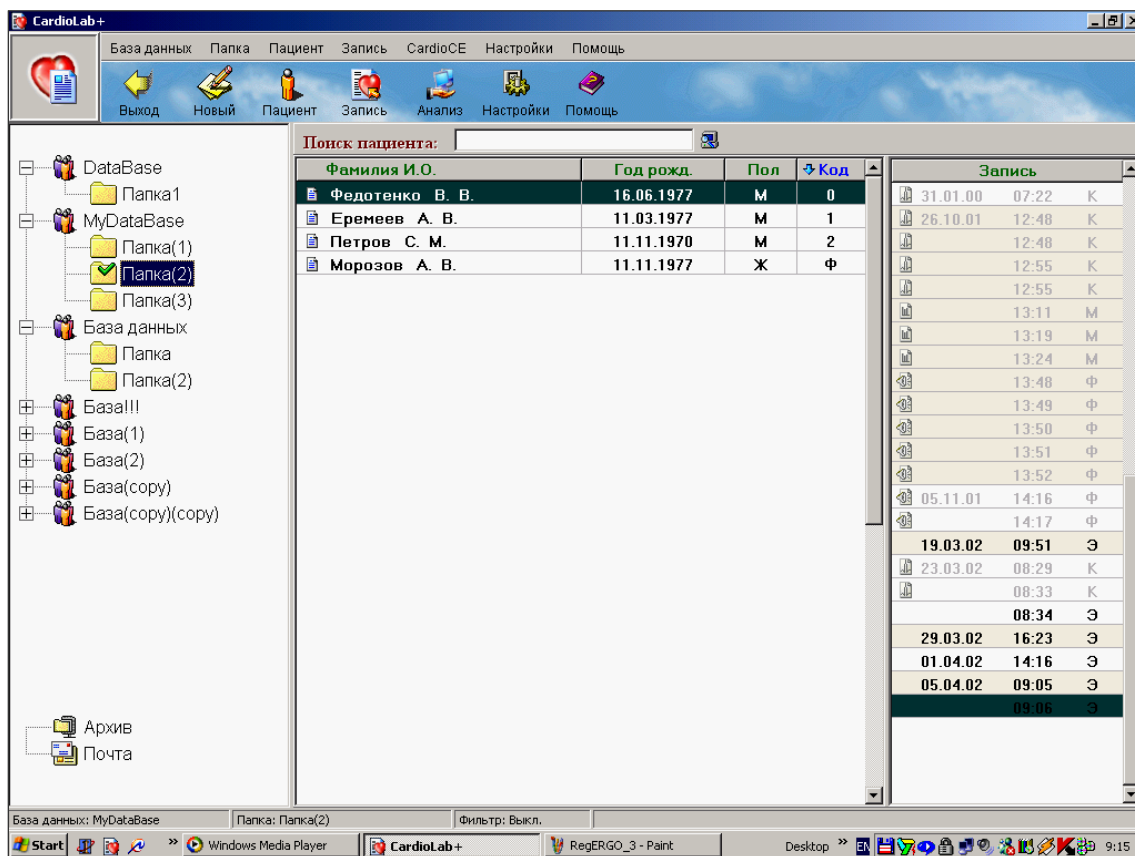 CardioLab+
База данных Папка Пациент Запись CardioCE Настройки Помощь
Выход Новый Пациент Запись Анализ Настройки Помощь
Поиск пациента:
DataBase
Папка1
MyDataBase
Папка(1)
Папка(2)
Папка(3)
База данных
Папка
Папка(2)
База!!!
База(1)
База(2)
База(copy)
База(copy)(copy)
Архив
Почта
Фамилия И.О. Год рожд. Пол Код
Федотенко В. В. 16.06.1977 М 0
Еремеев А. В. 11.03.1977 М 1
Петров С. М. 11.11.1970 М 2
Морозов А. В. 11.11.1977 Ж Ф
Запись
31.01.00 07:22 К
26.10.01 12:48 К
12:48 К
12:55 К
12:55 К
13:11 М
13:19 М
13:24 М
13:48 Ф
13:49 Ф
13:50 Ф
13:51 Ф
13:52 Ф
05.11.01 14:16 Ф
14:17 Ф
19.03.02 09:51 Э
23.03.02 08:29 К
08:33 К
08:34 Э
29.03.02 16:23 Э
01.04.02 14:16 Э
05.04.02 09:05 Э
09:06 Э
База данных: MyDataBase Папка: Папка(2) Фильтр: Выкл.
Start » Windows Media Player CardioLab+ RegERGO_3 - Paint Desktop » EN 9:15